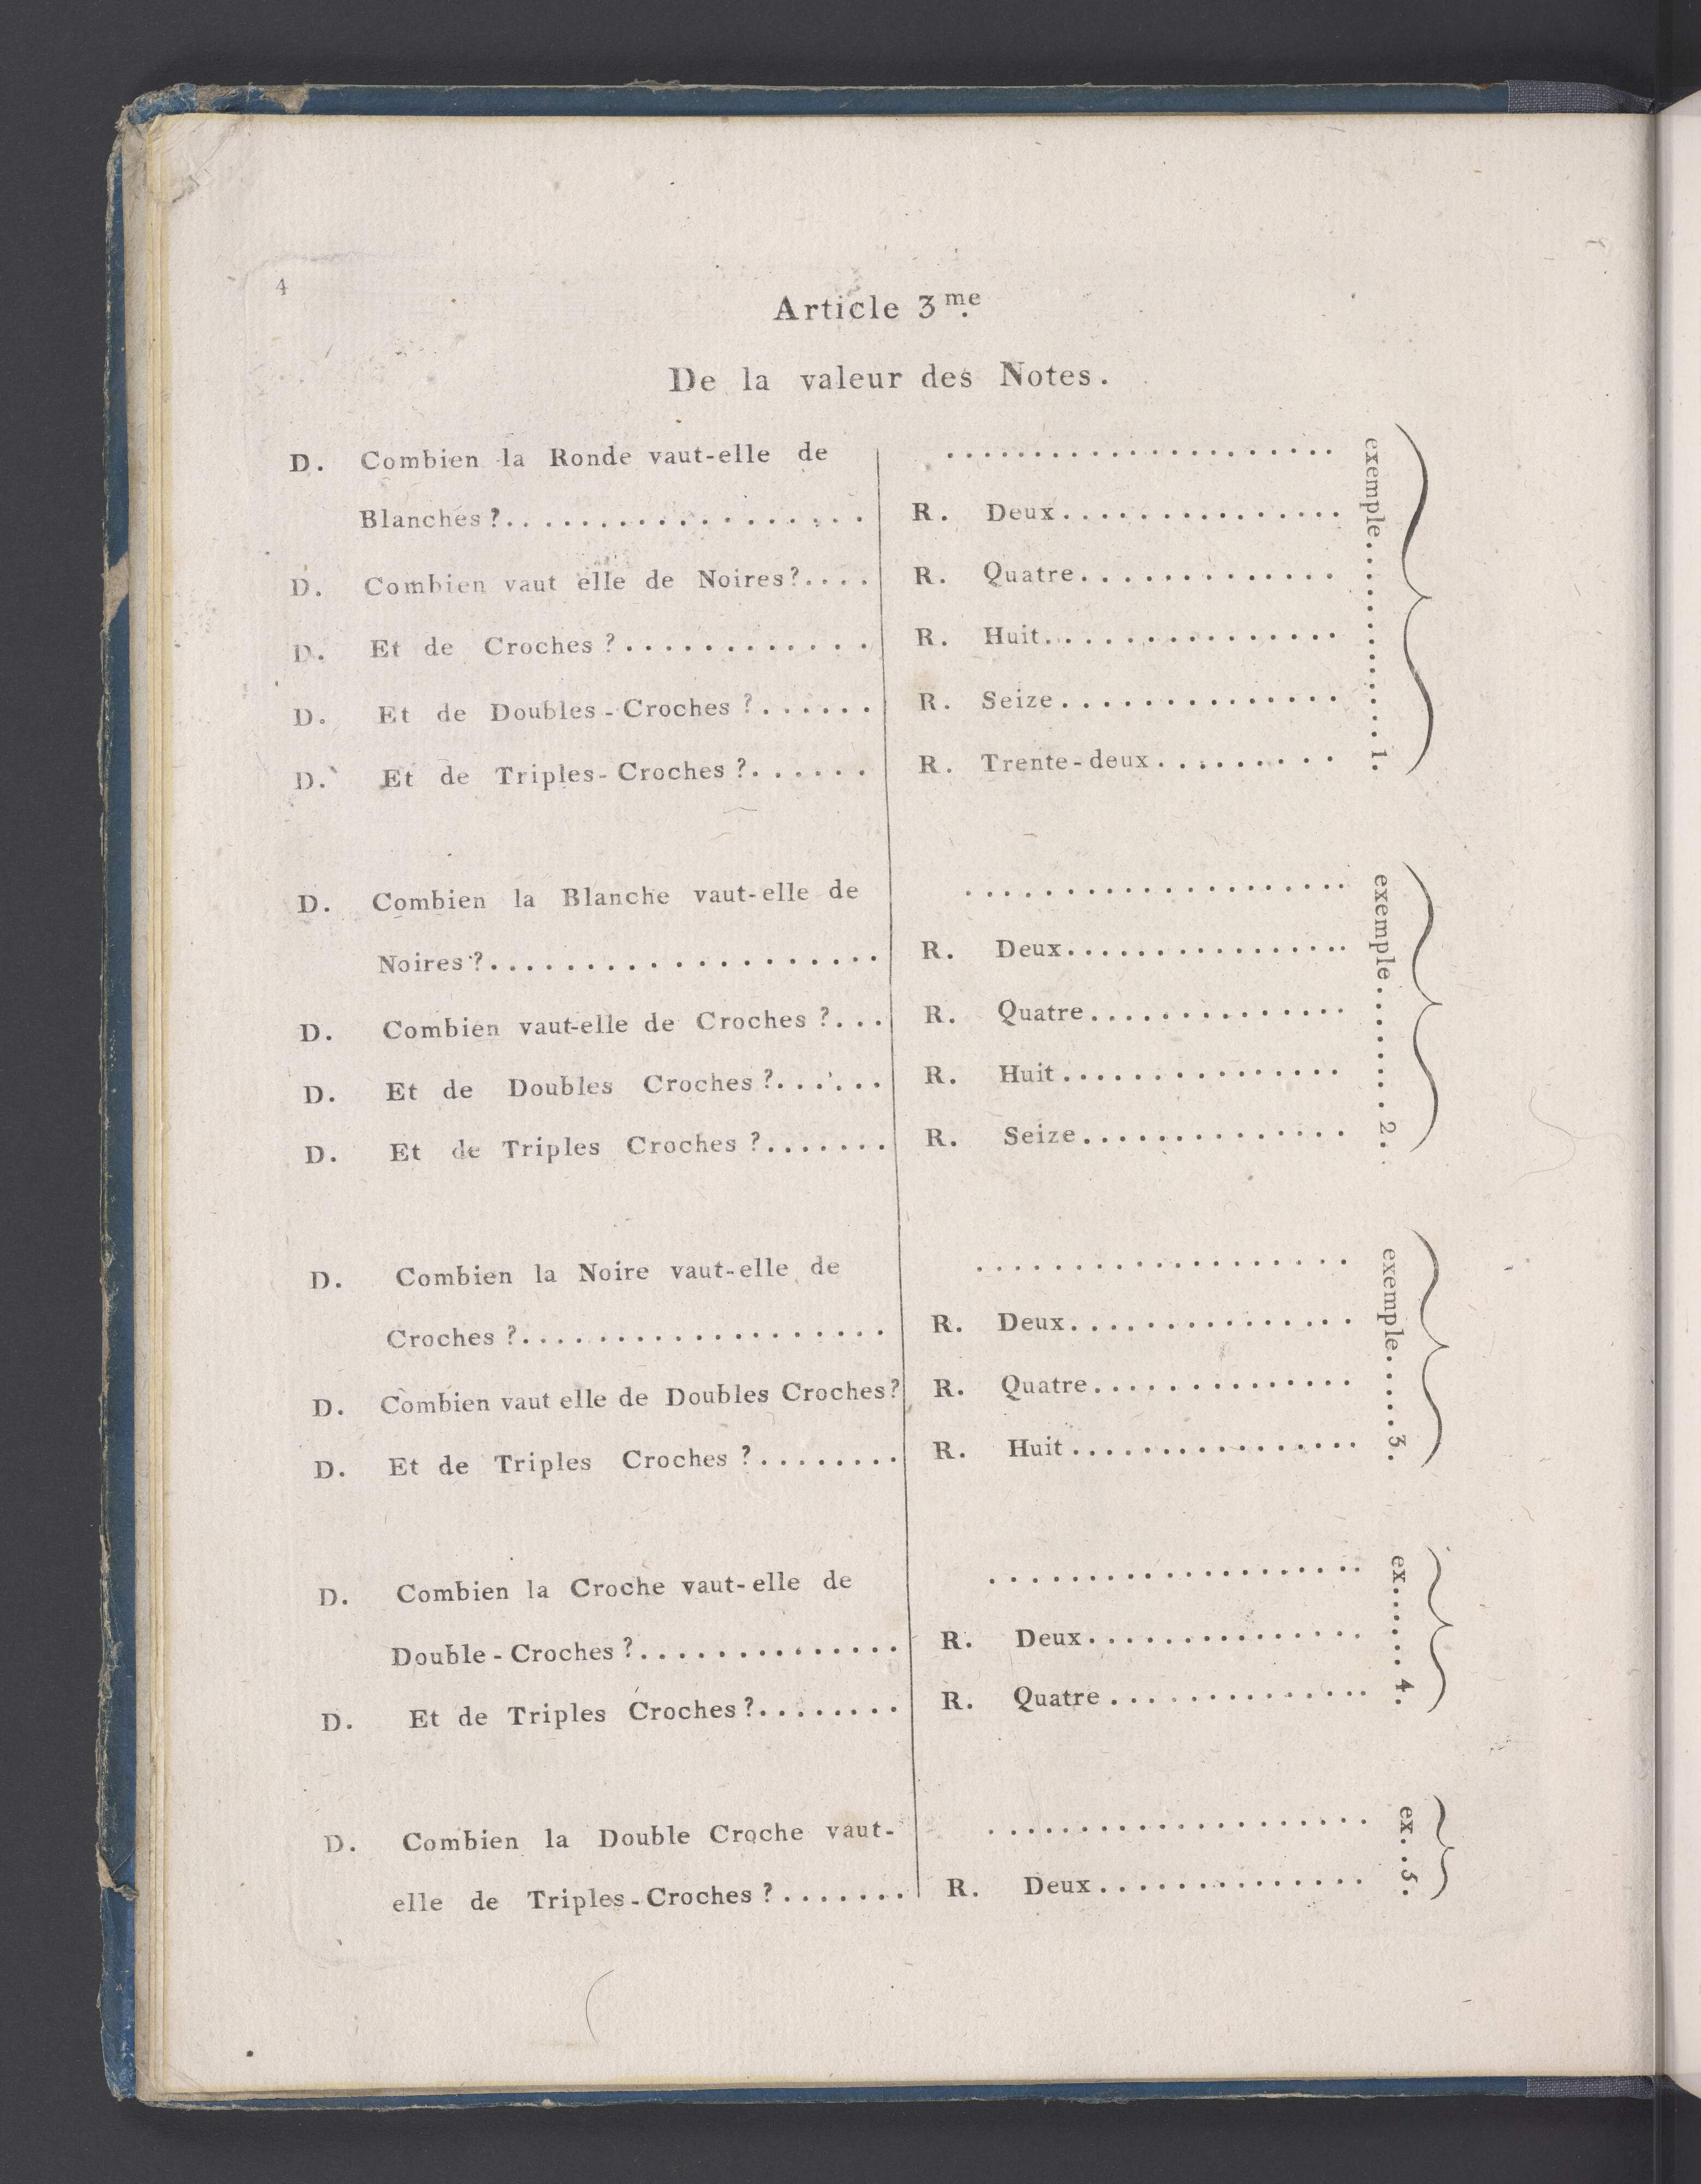 4
Article 3me.
De la valeur des Notes.
D. Combien la Ronde vaut-elle de ......................
Blanches ?................... R. Deux................
D. Combien vaut elle de Noires?.... R. Quatre..............
D. Et de Croches ?............. R. Huit................
D. Et de Doubles-Croches ?...... R. Seize...............
D. Et de Triples-Croches ?...... R. Trente-deux.........
exemple...........1.
D. Combien la Blanche vaut-elle de ....................
Noires ?.................... R. Deux................
D. Combien vaut-elle de Croches ?... R. Quatre..............
D. Et de Doubles Croches ?...... R. Huit...............
D. Et de Triples Croches ?....... R. Seize..............
exemple........2.
D. Combien la Noire vaut-elle de ...................
Croches ?................... R. Deux...............
D. Combien vaut elle de Doubles Croches? R. Quatre..............
D. Et de Triples Croches ?........ R. Huit................
exemple.....3.
D. Combien la Croche vaut-elle de ....................
Double-Croches ?.............. R. Deux...............
D. Et de Triples Croches ?........ R. Quatre..............
ex......4.
D. Combien la Double Croche vaut- ....................
elle de Triples-Croches ?....... R. Deux...............
ex...5.